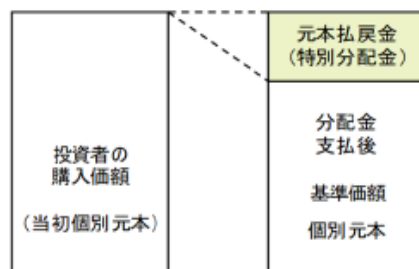 投資者の
購入価額
（当初個別元本）
元本払戻金
（特別分配金）
分配金
支払後
基準価額
個別元本